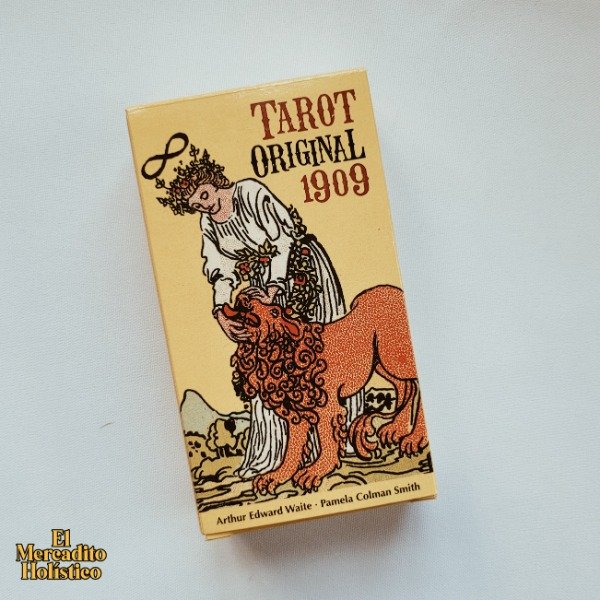 TAROT
ORIGINAL
1909
Arthur Edward Waite · Pamela Colman Smith
El
Mercadito
Holístico